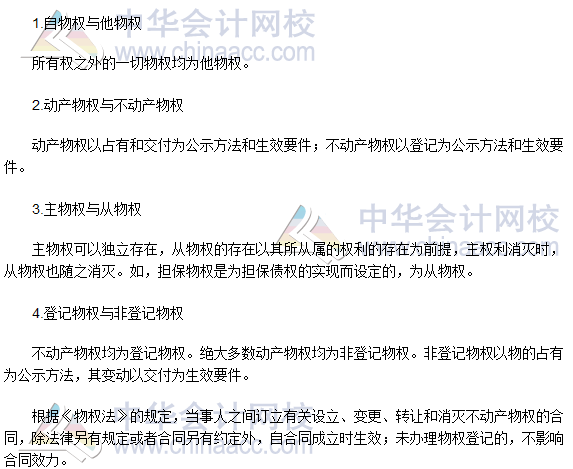 1.自物权与他物权
所有权之外的一切物权均为他物权。
2.动产物权与不动产物权
动产物权以占有和交付为公示方法和生效要件；不动产物权以登记为公示方法和生效要
件。
3.主物权与从物权
主物权可以独立存在，从物权的存在以其所从属的权利的存在为前提，主权利消灭时，
从物权也随之消灭。如，担保物权是为担保债权的实现而设定的，为从物权。
4.登记物权与非登记物权
不动产物权均为登记物权。绝大多数动产物权均为非登记物权。非登记物权以物的占有
为公示方法，其变动以交付为生效要件。
根据《物权法》的规定，当事人之间订立有关设立、变更、转让和消灭不动产物权的合
同，除法律另有规定或者合同另有约定外，自合同成立时生效；未办理物权登记的，不影响
合同效力。
中华会计网校
www.chinaacc.com
中华会计网校
www.chinaacc.com
中华会计网校
www.chinaacc.com